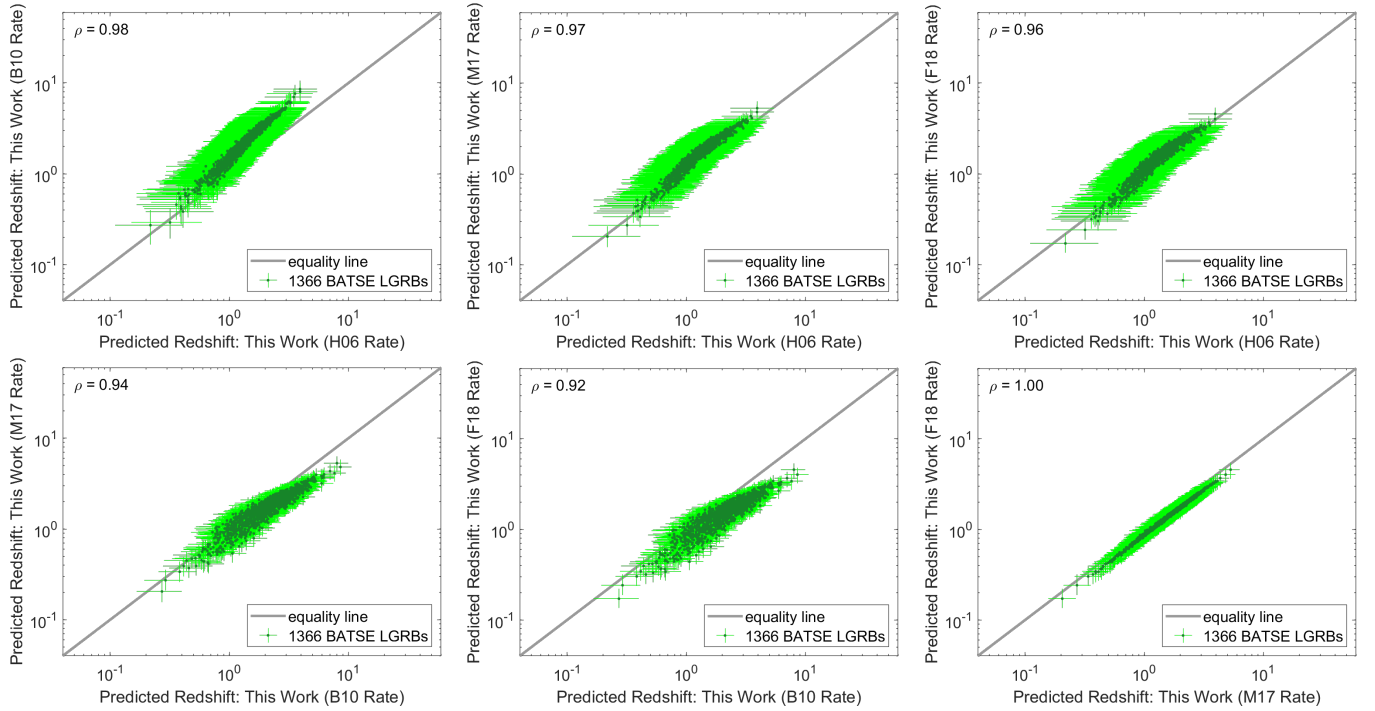 Predicted Redshift: This Work (B10 Rate)
ρ = 0.98
10^1
10^0
10^-1
equality line
1366 BATSE LGRBs
10^-1 10^0 10^1
Predicted Redshift: This Work (H06 Rate)
Predicted Redshift: This Work (M17 Rate)
ρ = 0.97
10^1
10^0
10^-1
equality line
1366 BATSE LGRBs
10^-1 10^0 10^1
Predicted Redshift: This Work (H06 Rate)
Predicted Redshift: This Work (F18 Rate)
ρ = 0.96
10^1
10^0
10^-1
equality line
1366 BATSE LGRBs
10^-1 10^0 10^1
Predicted Redshift: This Work (H06 Rate)
Predicted Redshift: This Work (M17 Rate)
ρ = 0.94
10^1
10^0
10^-1
equality line
1366 BATSE LGRBs
10^-1 10^0 10^1
Predicted Redshift: This Work (B10 Rate)
Predicted Redshift: This Work (F18 Rate)
ρ = 0.92
10^1
10^0
10^-1
equality line
1366 BATSE LGRBs
10^-1 10^0 10^1
Predicted Redshift: This Work (B10 Rate)
Predicted Redshift: This Work (F18 Rate)
ρ = 1.00
10^1
10^0
10^-1
equality line
1366 BATSE LGRBs
10^-1 10^0 10^1
Predicted Redshift: This Work (M17 Rate)